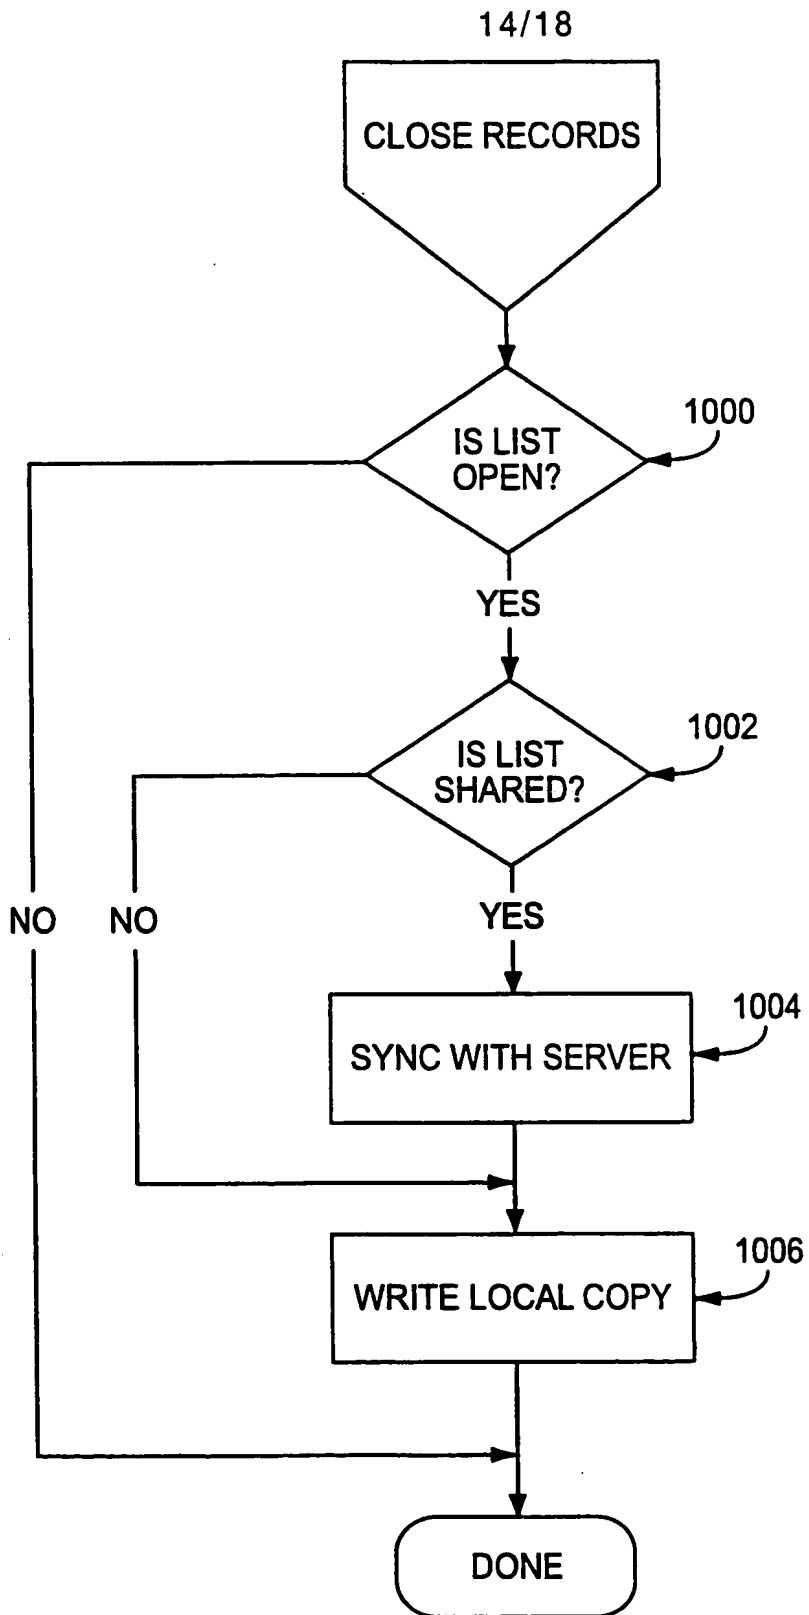 14/18
CLOSE RECORDS
1000
IS LIST
OPEN?
YES
1002
IS LIST
SHARED?
NO
NO
YES
1004
SYNC WITH SERVER
1006
WRITE LOCAL COPY
DONE